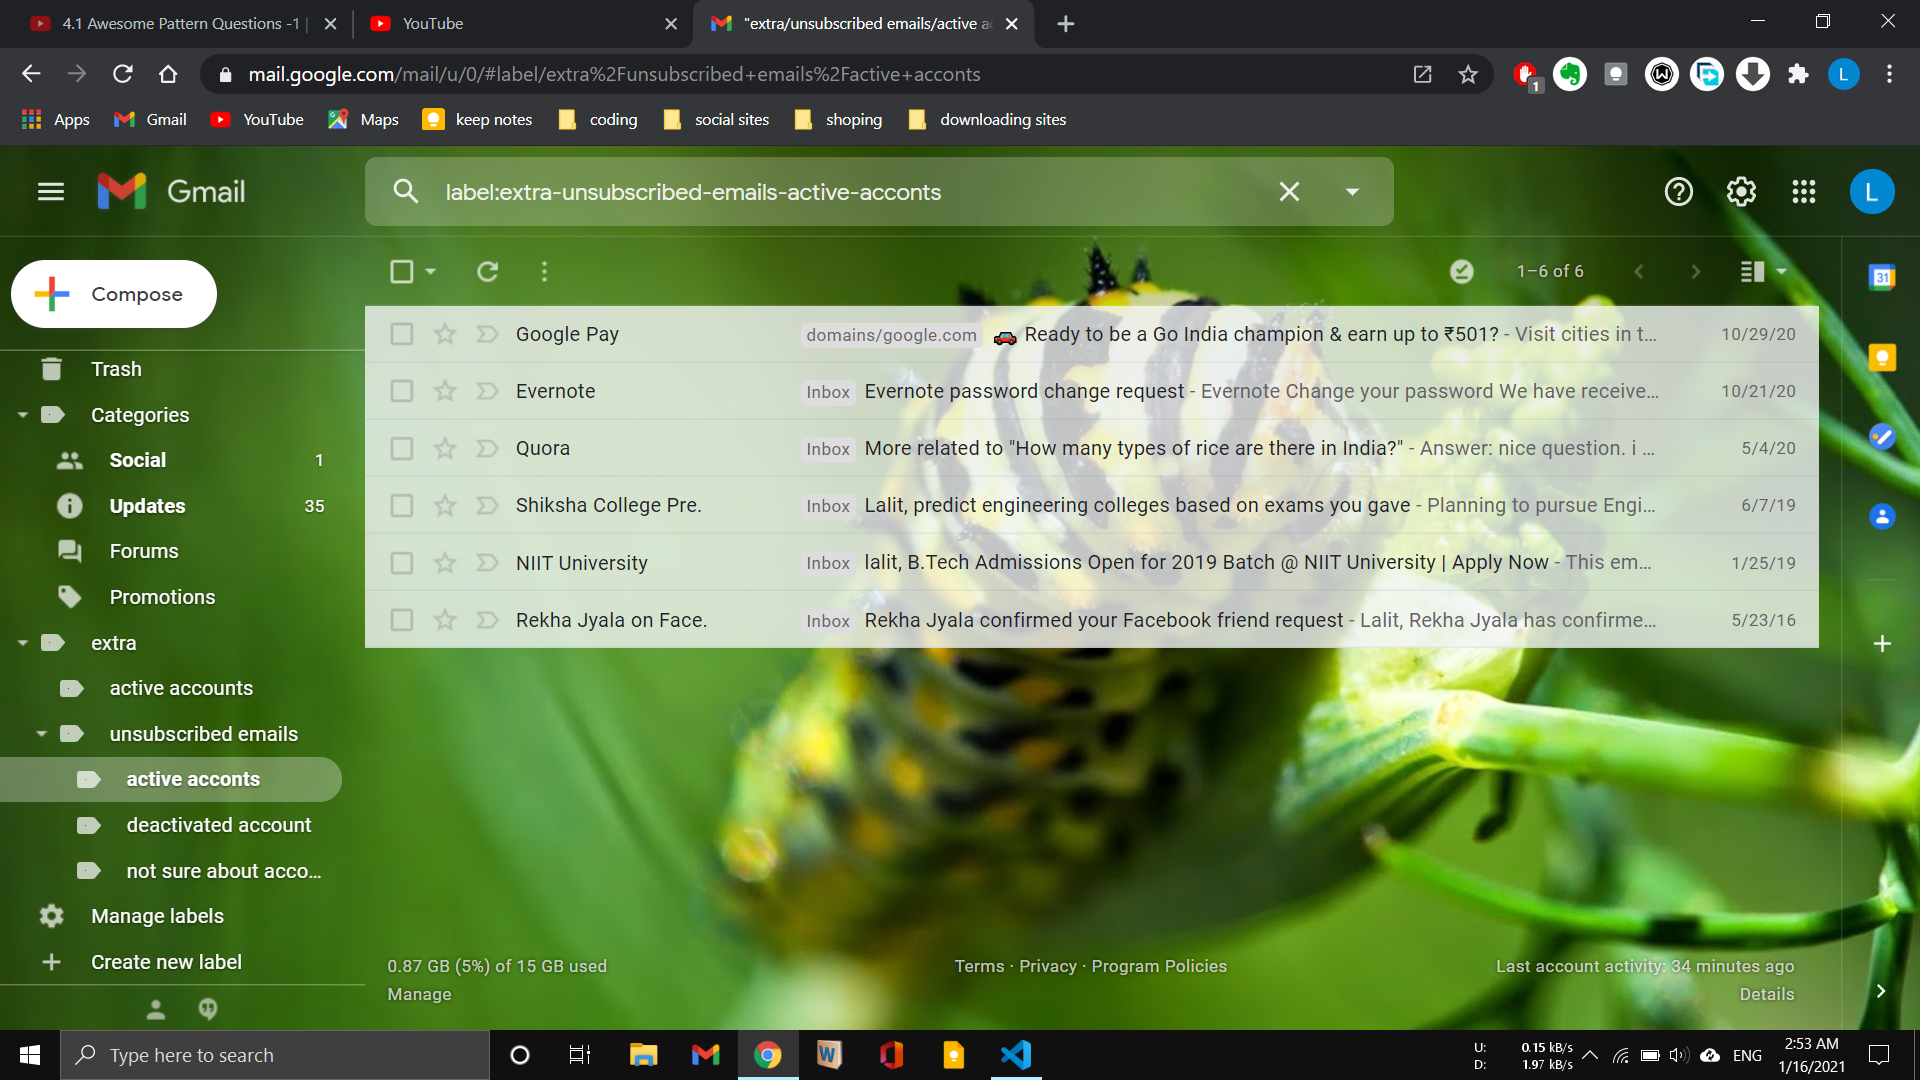 4.1 Awesome Pattern Questions -1 |
YouTube
"extra/unsubscribed emails/active ac
mail.google.com/mail/u/0/#label/extra%2Funsubscribed+emails%2Factive+acconts
1
L
Apps
Gmail
YouTube
Maps
keep notes
coding
social sites
shoping
downloading sites
Gmail
label:extra-unsubscribed-emails-active-acconts
L
Compose
1–6 of 6
31
Google Pay domains/google.com Ready to be a Go India champion & earn up to ₹501? - Visit cities in t... 10/29/20
Evernote Inbox Evernote password change request - Evernote Change your password We have receive... 10/21/20
Quora Inbox More related to "How many types of rice are there in India?" - Answer: nice question. i ... 5/4/20
Shiksha College Pre. Inbox Lalit, predict engineering colleges based on exams you gave - Planning to pursue Engi... 6/7/19
NIIT University Inbox lalit, B.Tech Admissions Open for 2019 Batch @ NIIT University | Apply Now - This em... 1/25/19
Rekha Jyala on Face. Inbox Rekha Jyala confirmed your Facebook friend request - Lalit, Rekha Jyala has confirme... 5/23/16
Trash
Categories
Social 1
Updates 35
Forums
Promotions
extra
active accounts
unsubscribed emails
active acconts
deactivated account
not sure about acco...
Manage labels
Create new label
0.87 GB (5%) of 15 GB used
Manage
Terms · Privacy · Program Policies
Last account activity: 34 minutes ago
Details
Type here to search
W
U: 0.15 kB/s
D: 1.97 kB/s
ENG
2:53 AM
1/16/2021